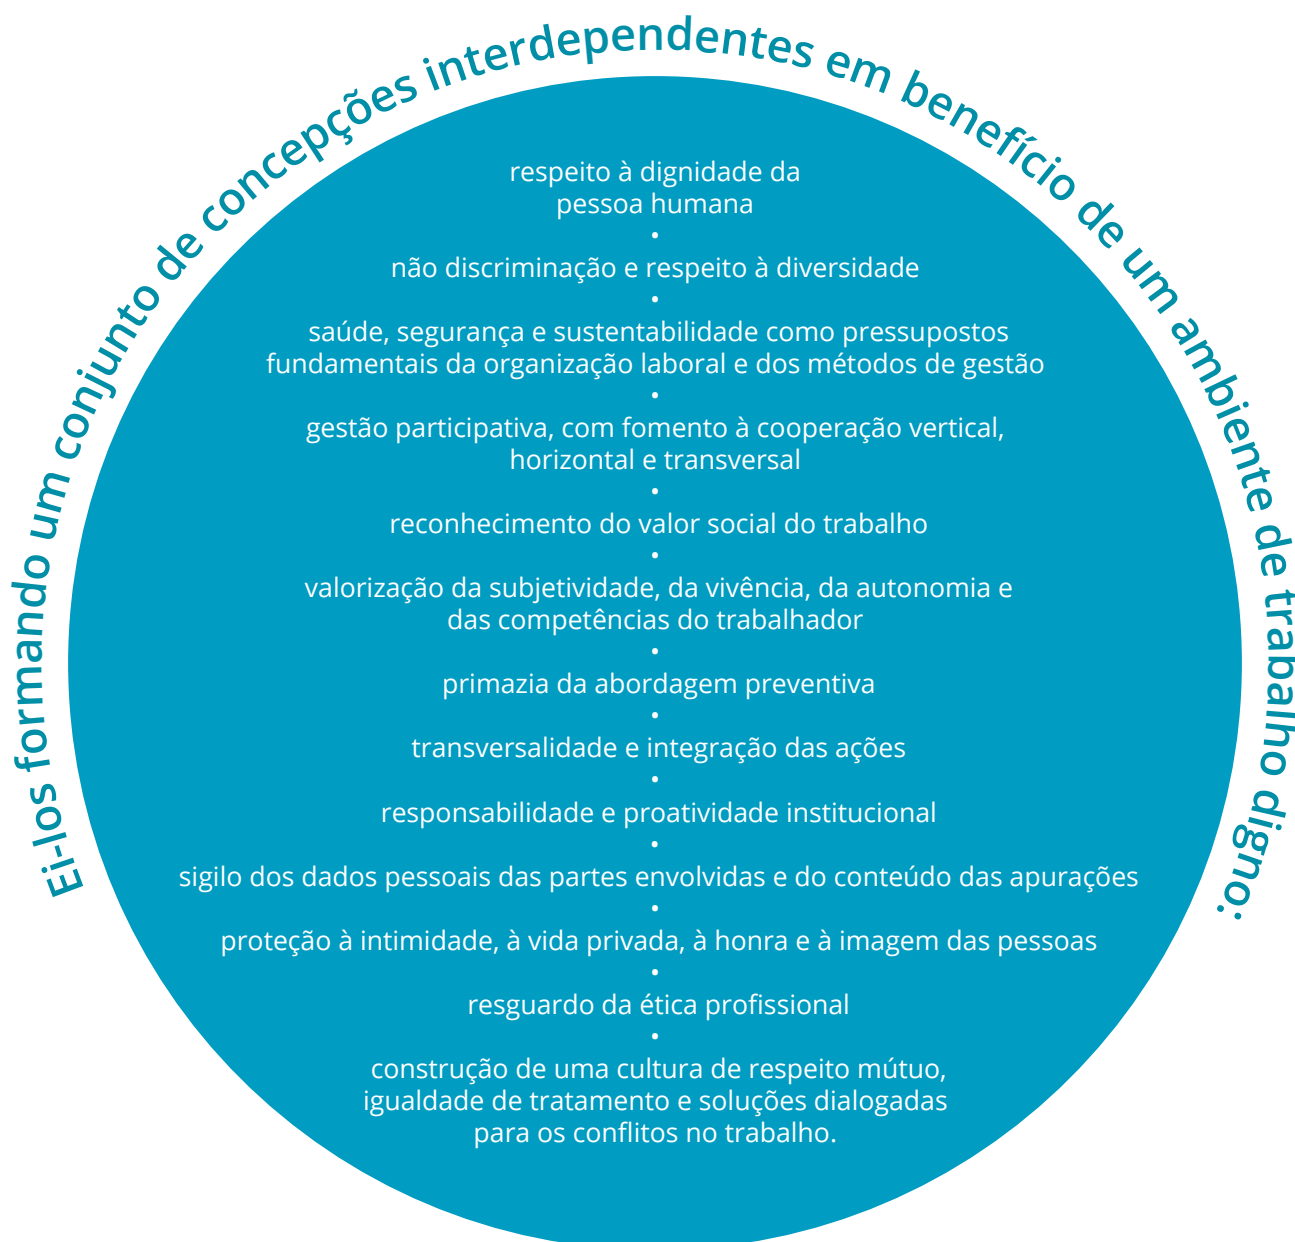 Ei-los formando um conjunto de concepções interdependentes em benefício de um ambiente de trabalho digno:
respeito à dignidade da
pessoa humana
•
não discriminação e respeito à diversidade
•
saúde, segurança e sustentabilidade como pressupostos
fundamentais da organização laboral e dos métodos de gestão
•
gestão participativa, com fomento à cooperação vertical,
horizontal e transversal
•
reconhecimento do valor social do trabalho
•
valorização da subjetividade, da vivência, da autonomia e
das competências do trabalhador
•
primazia da abordagem preventiva
•
transversalidade e integração das ações
•
responsabilidade e proatividade institucional
•
sigilo dos dados pessoais das partes envolvidas e do conteúdo das apurações
•
proteção à intimidade, à vida privada, à honra e à imagem das pessoas
•
resguardo da ética profissional
•
construção de uma cultura de respeito mútuo,
igualdade de tratamento e soluções dialogadas
para os conflitos no trabalho.